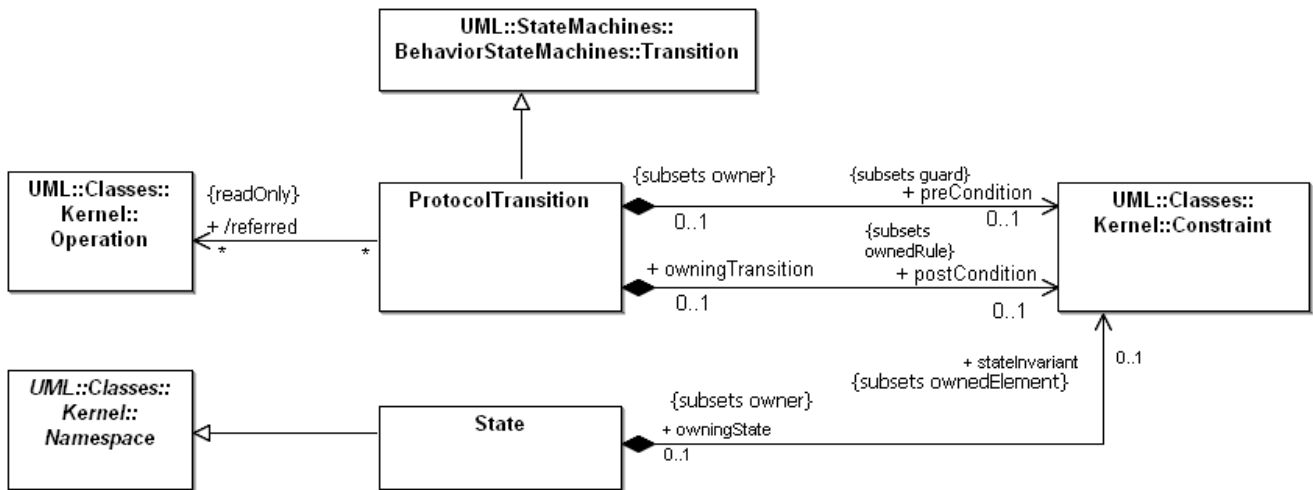 UML::StateMachines::
BehaviorStateMachines::Transition
UML::Classes::
Kernel::
Operation
{readOnly}
+ /referred
*
*
ProtocolTransition
{subsets owner}
0..1
{subsets guard}
+ preCondition
0..1
+ owningTransition
0..1
{subsets
ownedRule}
+ postCondition
0..1
UML::Classes::
Kernel::Constraint
UML::Classes::
Kernel::
Namespace
State
{subsets owner}
+ owningState
0..1
+ stateInvariant
0..1
{subsets ownedElement}